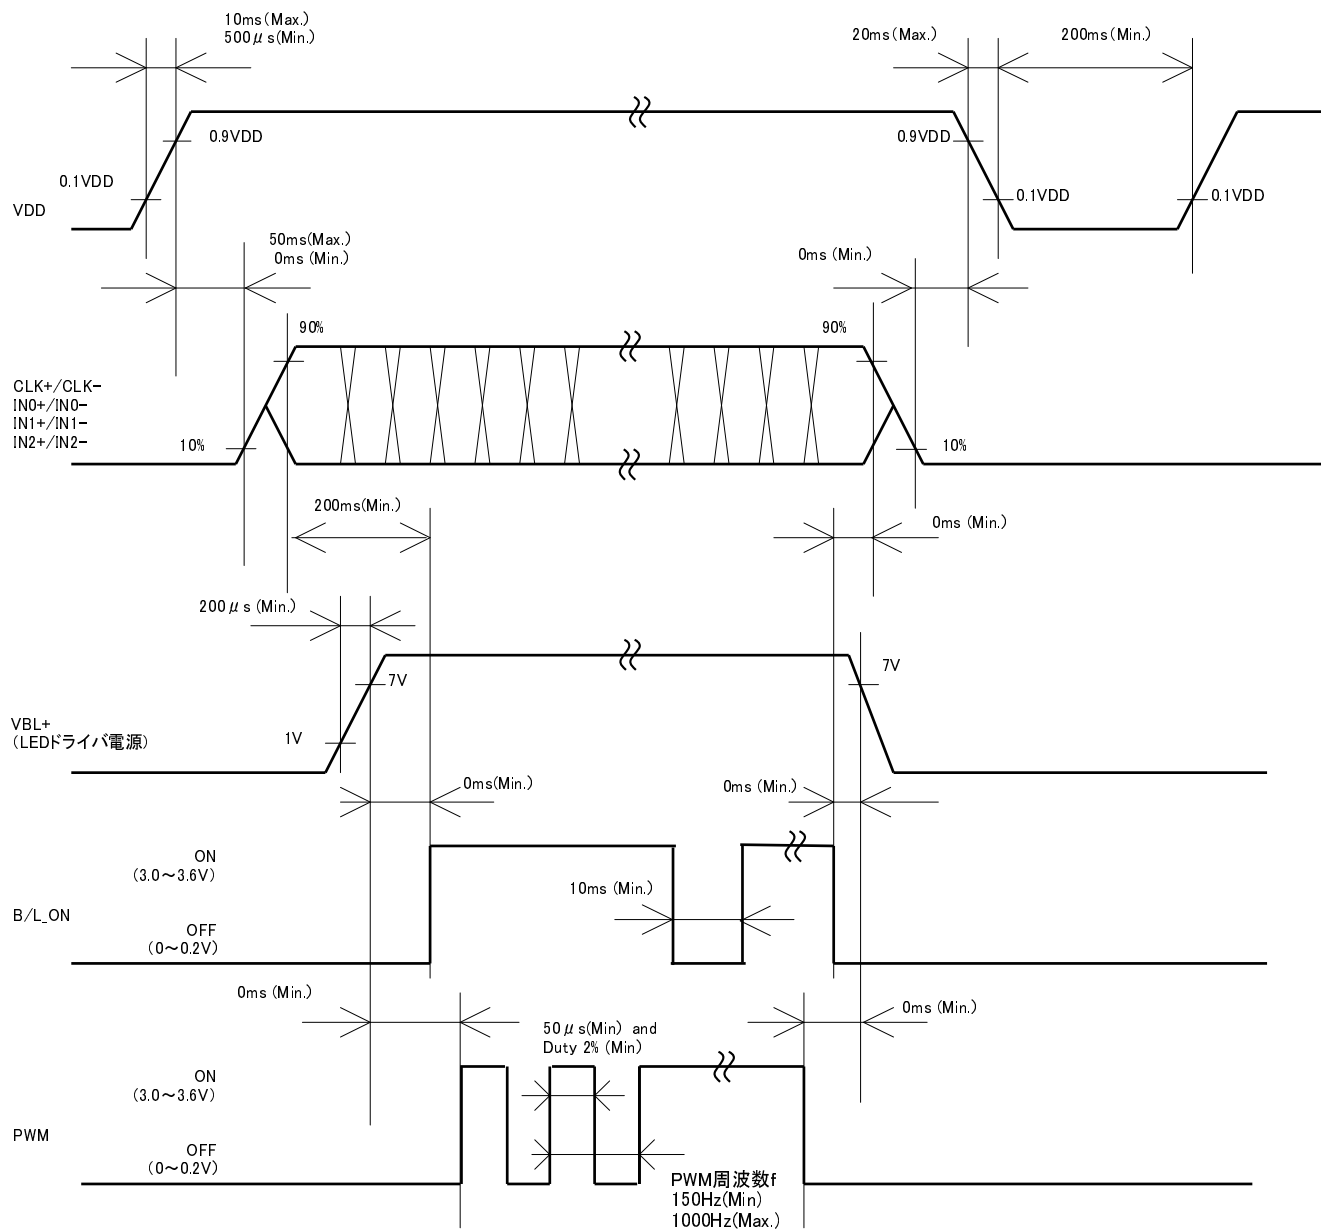 10ms(Max.)
500μs(Min.)
20ms(Max.)
200ms(Min.)
0.9VDD
0.9VDD
0.1VDD
0.1VDD
0.1VDD
VDD
50ms(Max.)
0ms (Min.)
0ms (Min.)
90%
90%
CLK+/CLK-
IN0+/IN0-
IN1+/IN1-
IN2+/IN2-
10%
10%
200ms(Min.)
0ms (Min.)
200μs (Min.)
7V
7V
VBL+
(LEDドライバ電源)
1V
0ms(Min.)
0ms (Min.)
ON
(3.0～3.6V)
10ms (Min.)
B/L_ON
OFF
(0～0.2V)
0ms (Min.)
0ms (Min.)
50μs(Min) and
Duty 2% (Min)
ON
(3.0～3.6V)
PWM
OFF
(0～0.2V)
PWM周波数f
150Hz(Min)
1000Hz(Max.)